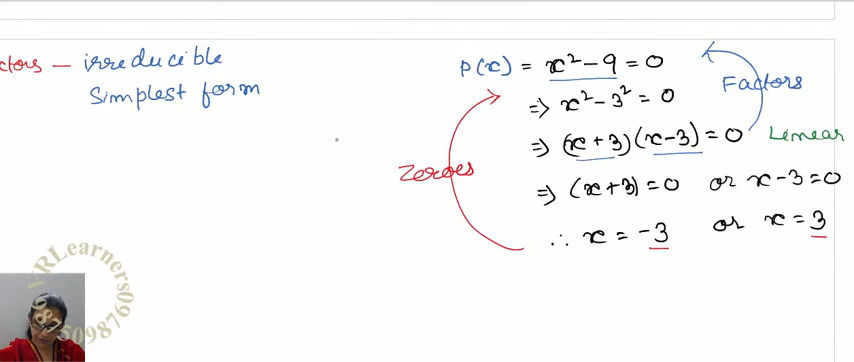 ctors – irreducible
Simplest form
P(x) = x² – 9 = 0
Factors
⇒ x² – 3² = 0
⇒ (x + 3)(x – 3) = 0 Linear
Zeroes
⇒ (x + 3) = 0 or x – 3 = 0
∴ x = –3 or x = 3